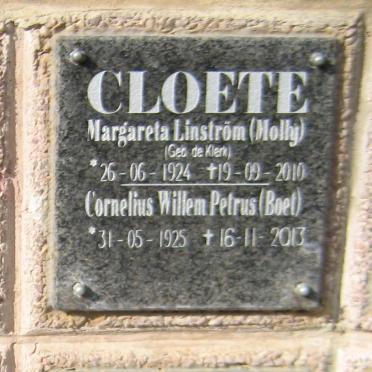 CLOETE
Margareta Linström (Molly)
(Geb. de Klerk)
*26-06-1924 ✝19-09-2010
Cornelius Willem Petrus (Boet)
*31-05-1925 ✝16-11-2013